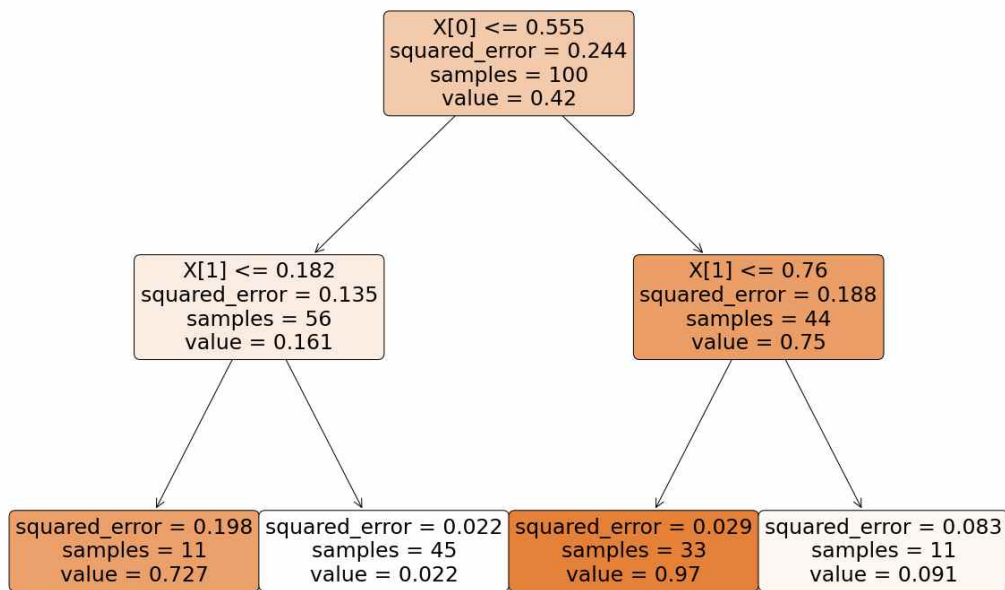 X[0] <= 0.555
squared_error = 0.244
samples = 100
value = 0.42
X[1] <= 0.182
squared_error = 0.135
samples = 56
value = 0.161
X[1] <= 0.76
squared_error = 0.188
samples = 44
value = 0.75
squared_error = 0.198
samples = 11
value = 0.727
squared_error = 0.022
samples = 45
value = 0.022
squared_error = 0.029
samples = 33
value = 0.97
squared_error = 0.083
samples = 11
value = 0.091